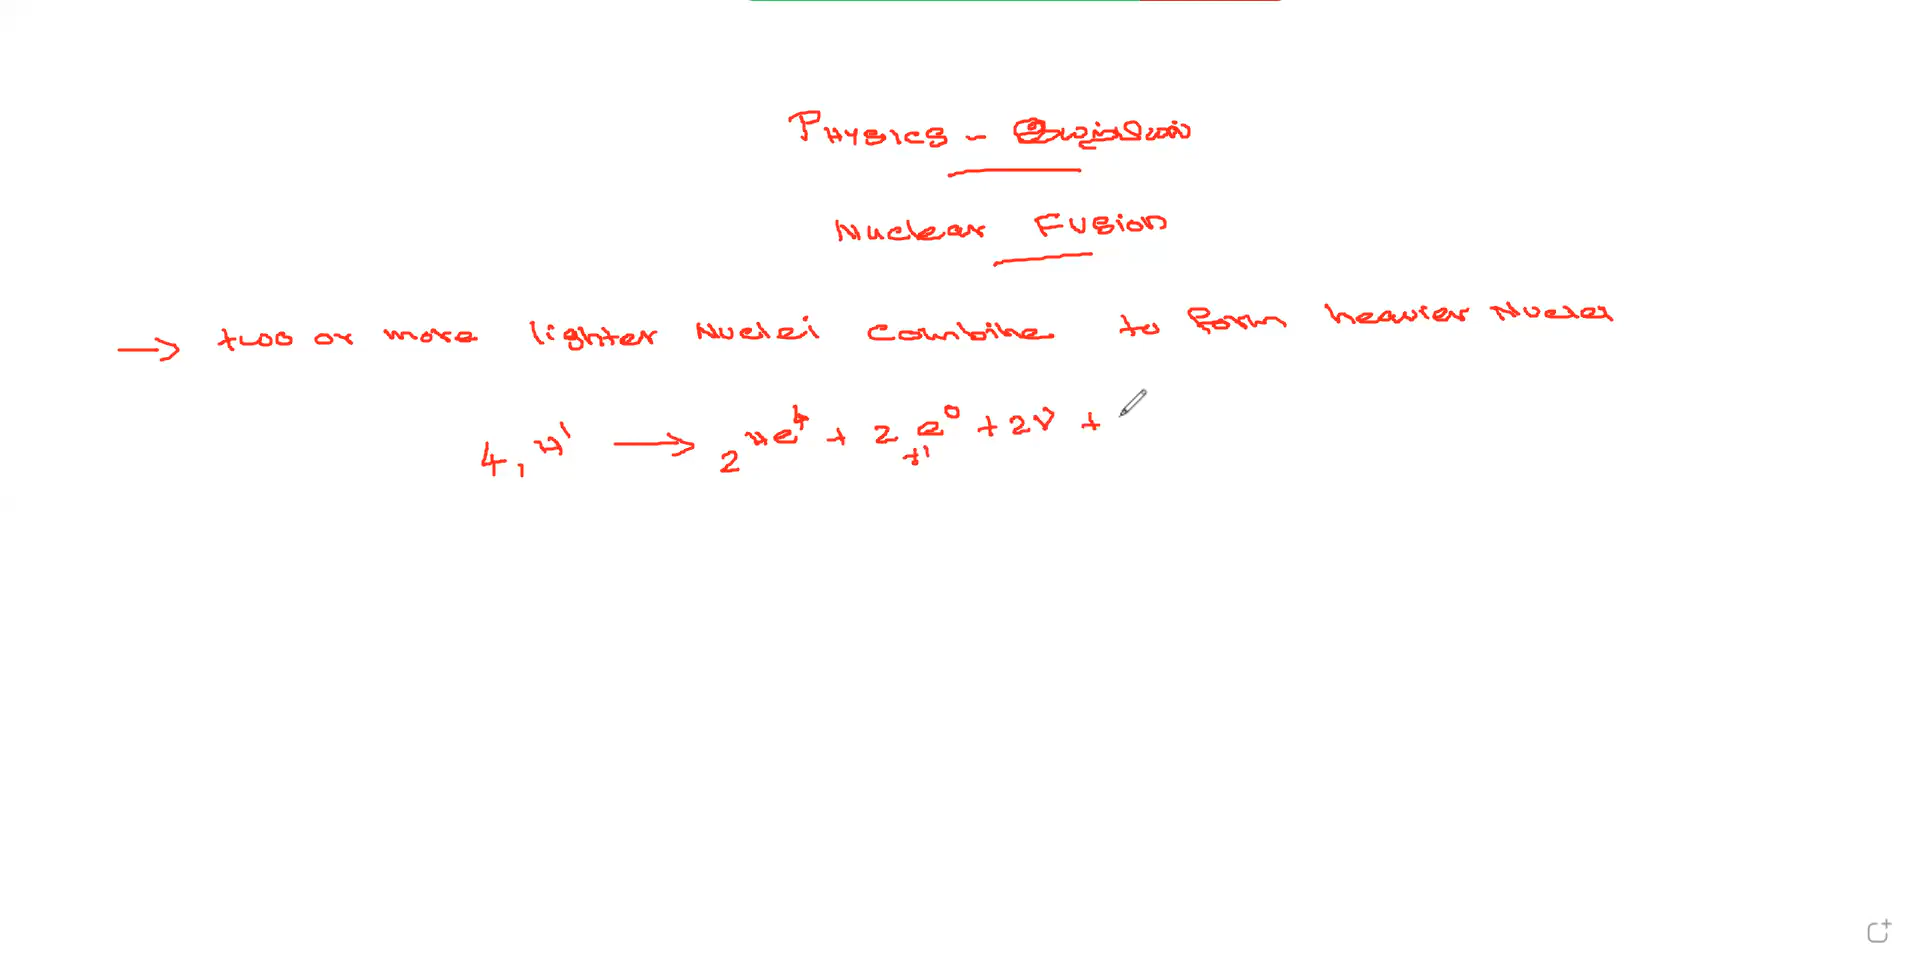 Physics -
Nuclear Fusion
→ two or more lighter Nuclei Combine to form heavier Nuclei
4 ₁H¹ → ₂He⁴ + 2 ₊₁e⁰ + 2ν +